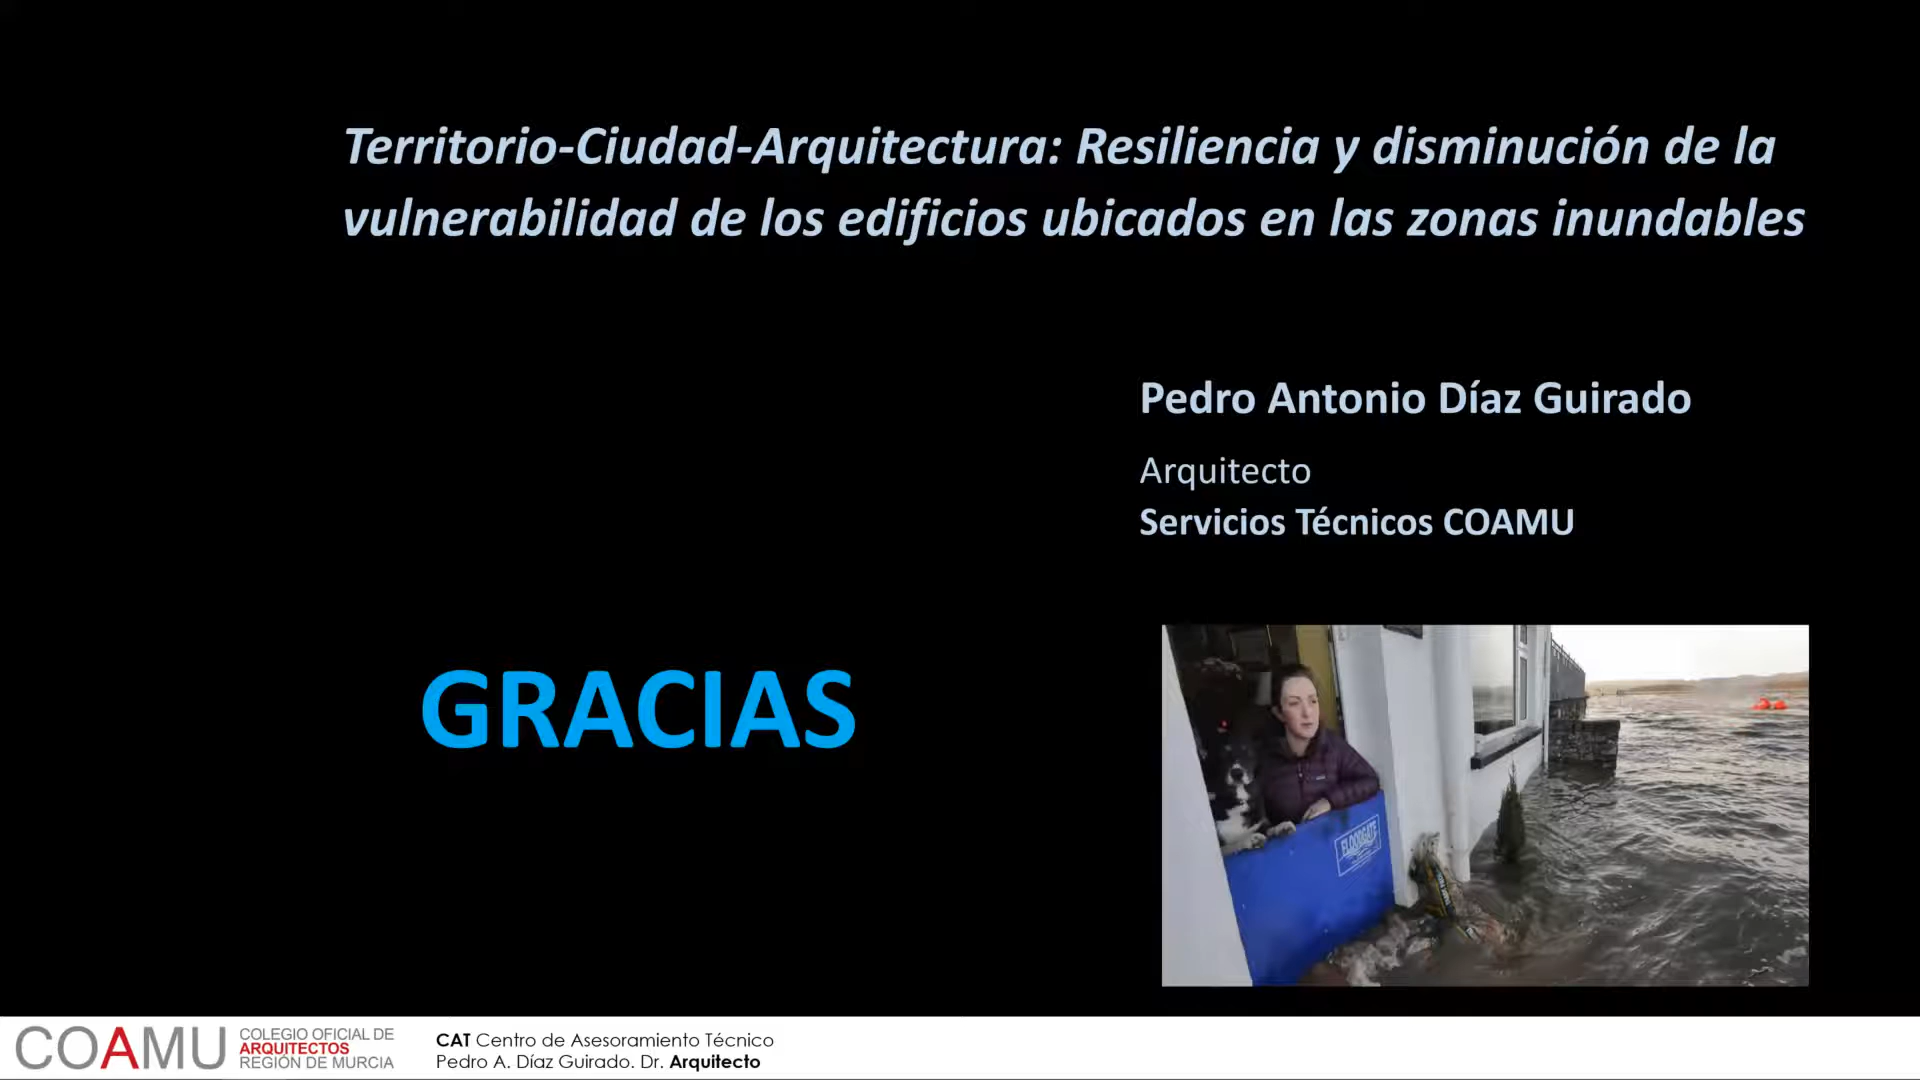 Territorio-Ciudad-Arquitectura: Resiliencia y disminución de la
vulnerabilidad de los edificios ubicados en las zonas inundables
Pedro Antonio Díaz Guirado
Arquitecto
Servicios Técnicos COAMU
GRACIAS
FLOODGATE
COAMU
COLEGIO OFICIAL DE
ARQUITECTOS
REGIÓN DE MURCIA
CAT Centro de Asesoramiento Técnico
Pedro A. Díaz Guirado. Dr. Arquitecto